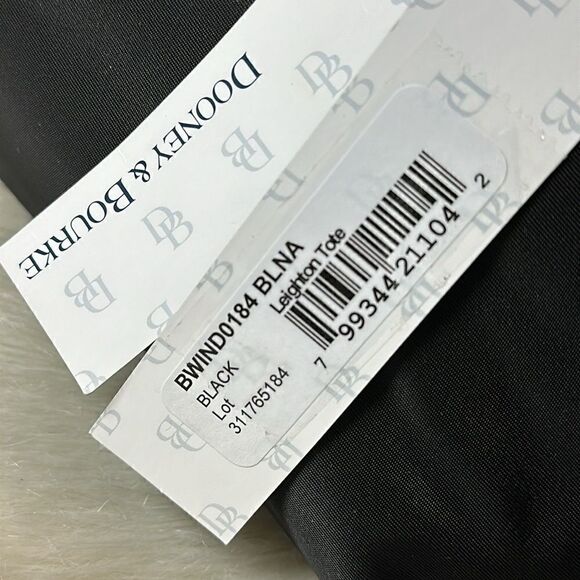 DOONEY & BOURKE
BWIND0184 BLNA
BLACK
Leighton Tote
Lot
311765184
7 99344 21104 2